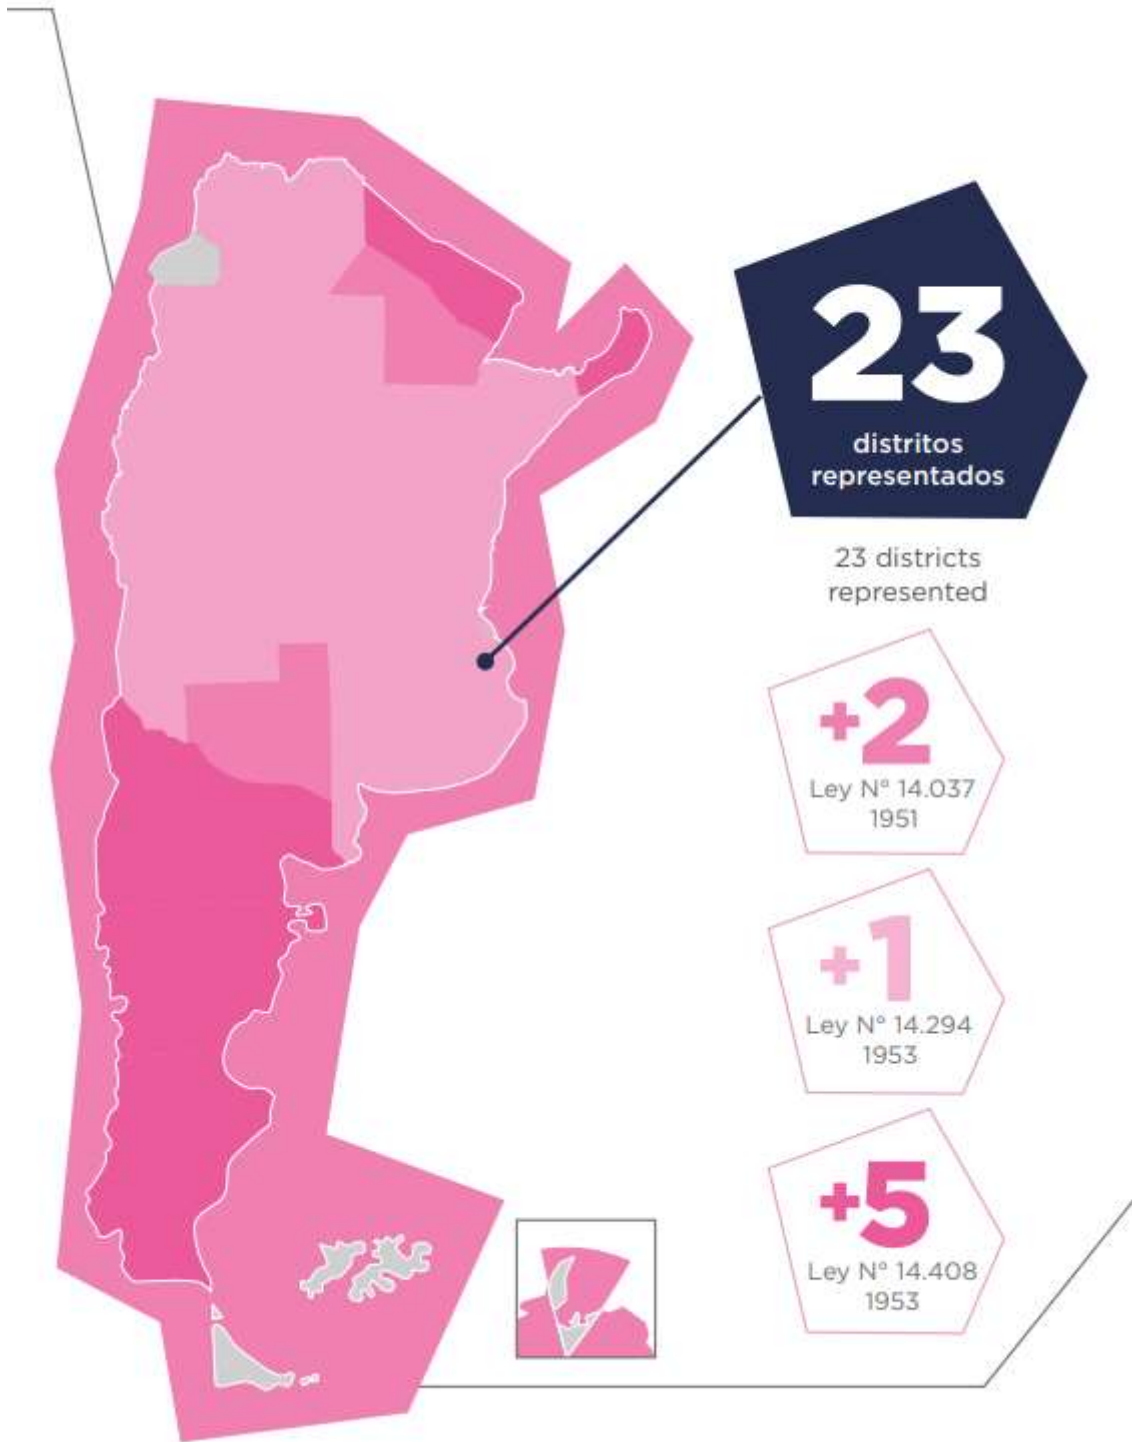 23
distritos
representados
23 districts
represented
+2
Ley N° 14.037
1951
+1
Ley N° 14.294
1953
+5
Ley N° 14.408
1953